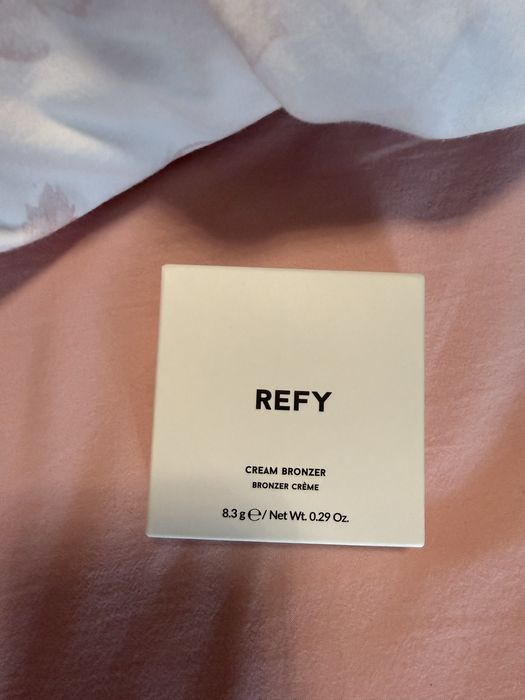 REFY
CREAM BRONZER
BRONZER CRÈME
8.3 g ℮ / Net Wt. 0.29 Oz.